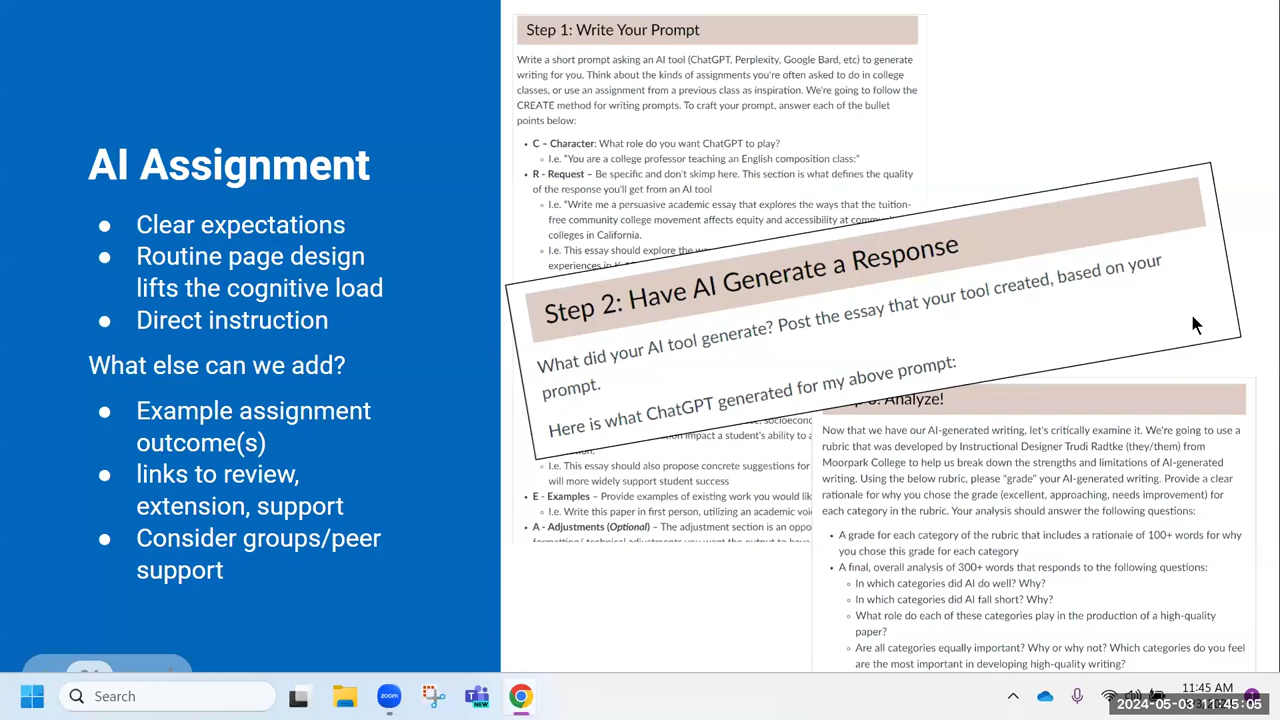 AI Assignment
● Clear expectations
● Routine page design
lifts the cognitive load
● Direct instruction
What else can we add?
● Example assignment
outcome(s)
● links to review,
extension, support
● Consider groups/peer
support
Step 1: Write Your Prompt
Write a short prompt asking an AI tool (ChatGPT, Perplexity, Google Bard, etc) to generate
writing for you. Think about the kinds of assignments you're often asked to do in college
classes, or use an assignment from a previous class as inspiration. We're going to follow the
CREATE method for writing prompts. To craft your prompt, answer each of the bullet
points below:
• C – Character: What role do you want ChatGPT to play?
◦ I.e. "You are a college professor teaching an English composition class:"
• R - Request – Be specific and don't skimp here. This section is what defines the quality
of the response you'll get from an AI tool
◦ I.e. "Write me a persuasive academic essay that explores the ways that the tuition-
free community college movement affects equity and accessibility at
colleges in California.
◦ I.e. This essay should explore the
experiences in
Step 2: Have AI Generate a Response
What did your AI tool generate? Post the essay that your tool created, based on your
prompt.
Here is what ChatGPT generated for my above prompt:
impact a student's ability to
◦ I.e. This essay should also propose concrete suggestions for
will more widely support student success
• E - Examples – Provide examples of existing work you would
◦ I.e. Write this paper in first person, utilizing an academic
• A - Adjustments (Optional) – The adjustment section is an
Analyze!
Now that we have our AI-generated writing, let's critically examine it. We're going to use a
rubric that was developed by Instructional Designer Trudi Radtke (they/them) from
Moorpark College to help us break down the strengths and limitations of AI-generated
writing. Using the below rubric, please "grade" your AI-generated writing. Provide a clear
rationale for why you chose the grade (excellent, approaching, needs improvement) for
each category in the rubric. Your analysis should answer the following questions:
• A grade for each category of the rubric that includes a rationale of 100+ words for why
you chose this grade for each category
• A final, overall analysis of 300+ words that responds to the following questions:
◦ In which categories did AI do well? Why?
◦ In which categories did AI fall short? Why?
◦ What role do each of these categories play in the production of a high-quality
paper?
◦ Are all categories equally important? Why or why not? Which categories do you feel
are the most important in developing high-quality writing?
Search
zoom
NEW
11:45 AM
2024-05-03 11:45:05